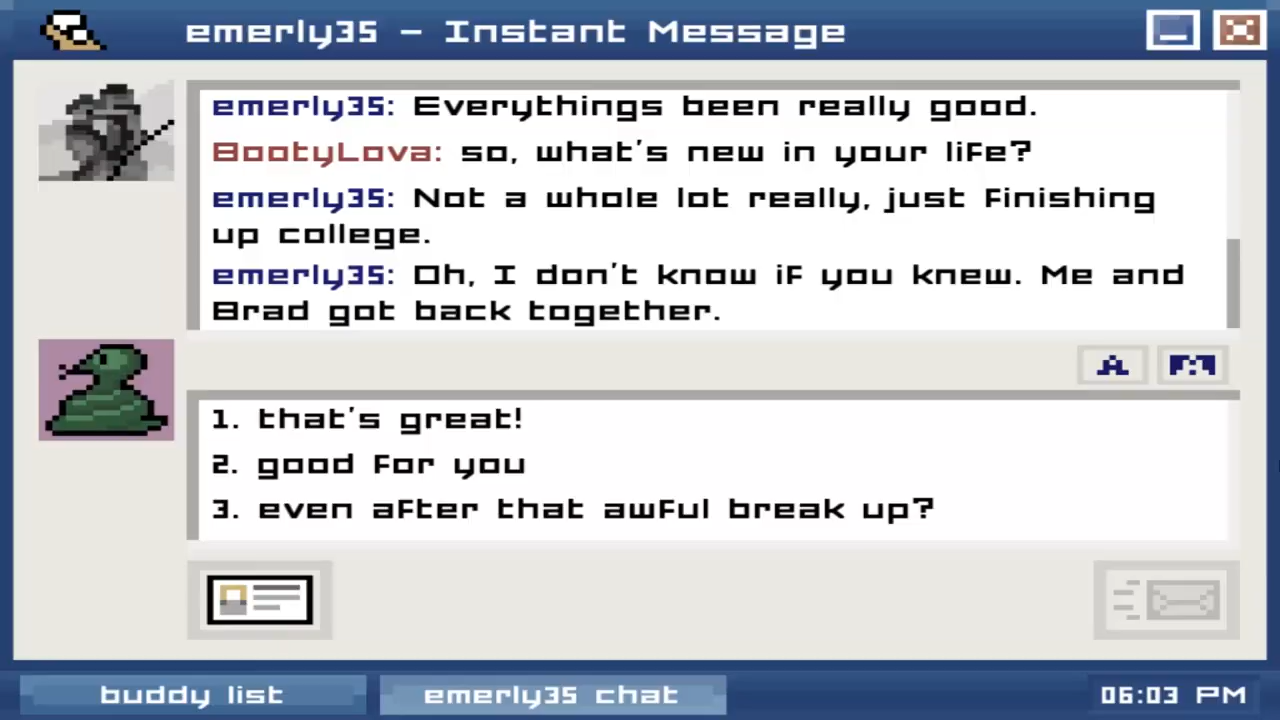 emerly35 - Instant Message
emerly35: Everythings been really good.
BootyLova: so, what's new in your life?
emerly35: Not a whole lot really, just finishing
up college.
emerly35: Oh, I don't know if you knew. Me and
Brad got back together.
A
1. that's great!
2. good for you
3. even after that awful break up?
buddy list
emerly35 chat
06:03 PM